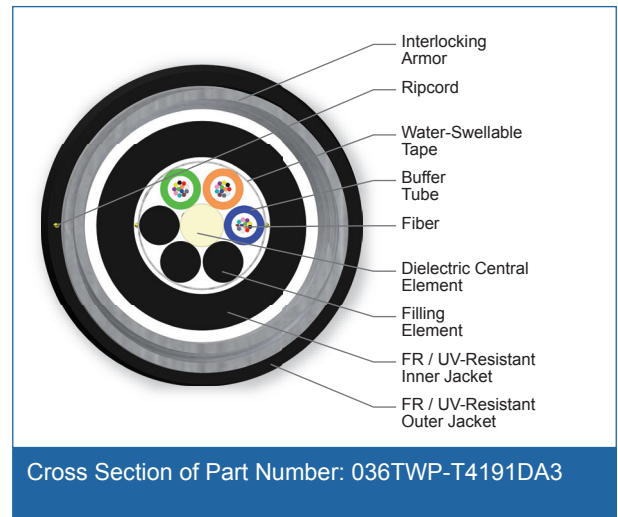 Interlocking
Armor
Ripcord
Water-Swellable
Tape
Buffer
Tube
Fiber
Dielectric Central
Element
Filling
Element
FR / UV-Resistant
Inner Jacket
FR / UV-Resistant
Outer Jacket
Cross Section of Part Number: 036TWP-T4191DA3